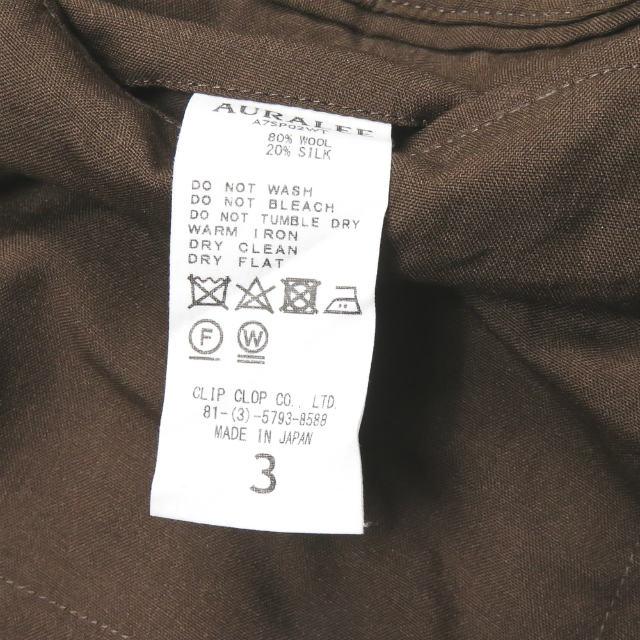 AURALEE
A7SP02WT
80% WOOL
20% SILK
DO NOT WASH
DO NOT BLEACH
DO NOT TUMBLE DRY
WARM IRON
DRY CLEAN
DRY FLAT
F W
CLIP CLOP CO., LTD.
81-(3)-5793-8588
MADE IN JAPAN
3